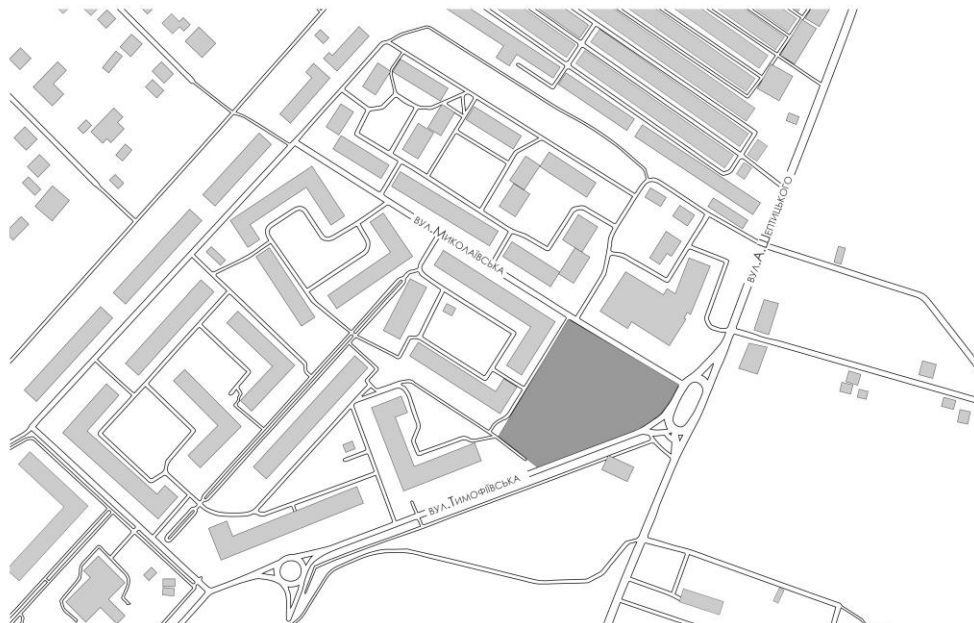 вул. Миколаївська
вул. А. Шептицького
вул. Тимофіївська